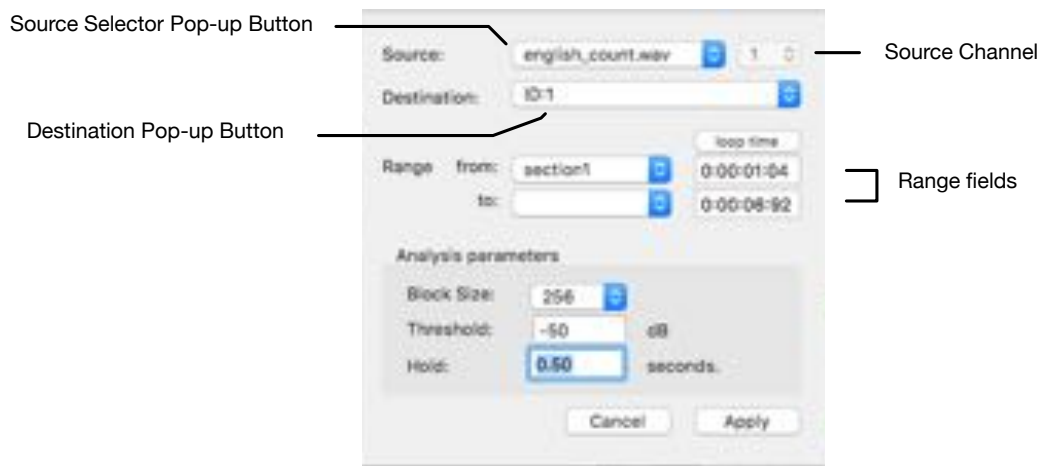 Source Selector Pop-up Button
Source: english_count.wav 1
Source Channel
Destination: ID:1
Destination Pop-up Button
loop time
Range from: section1 0:00:01:04
Range fields
to: 0:00:06:92
Analysis parameters
Block Size: 256
Threshold: -50 dB
Hold: 0.50 seconds.
Cancel Apply